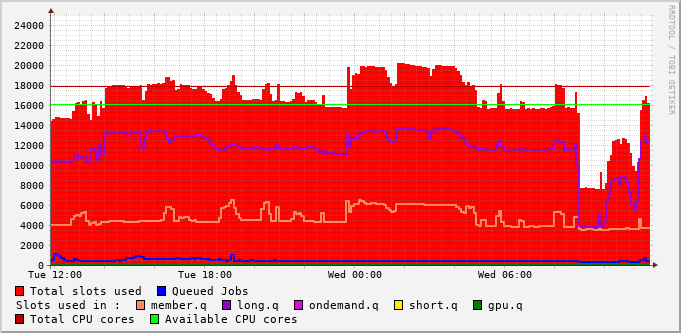 24000
22000
20000
18000
16000
14000
12000
10000
8000
6000
4000
2000
0
Tue 12:00 Tue 18:00 Wed 00:00 Wed 06:00
Total slots used Queued Jobs
Slots used in : member.q long.q ondemand.q short.q gpu.q
Total CPU cores Available CPU cores
RRDTOOL / TOBI OETIKER